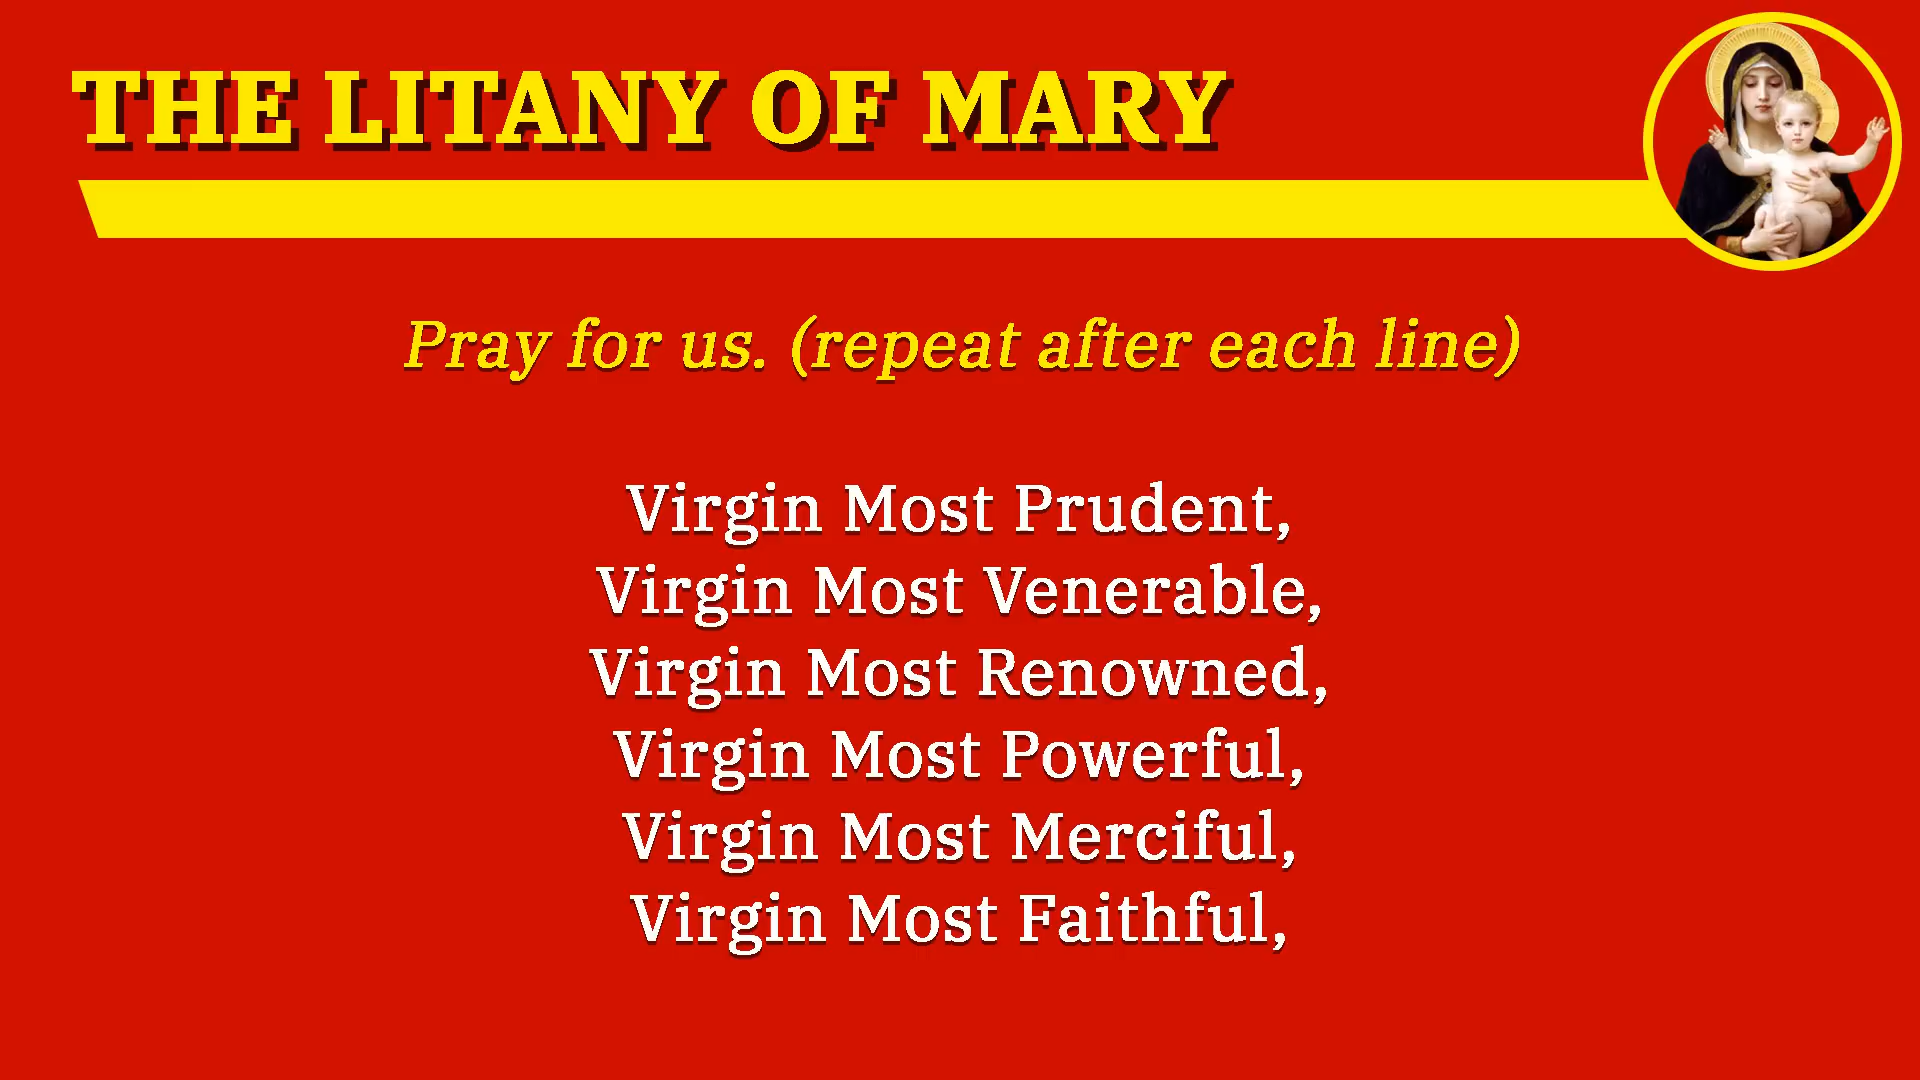 THE LITANY OF MARY
Pray for us. (repeat after each line)
Virgin Most Prudent,
Virgin Most Venerable,
Virgin Most Renowned,
Virgin Most Powerful,
Virgin Most Merciful,
Virgin Most Faithful,